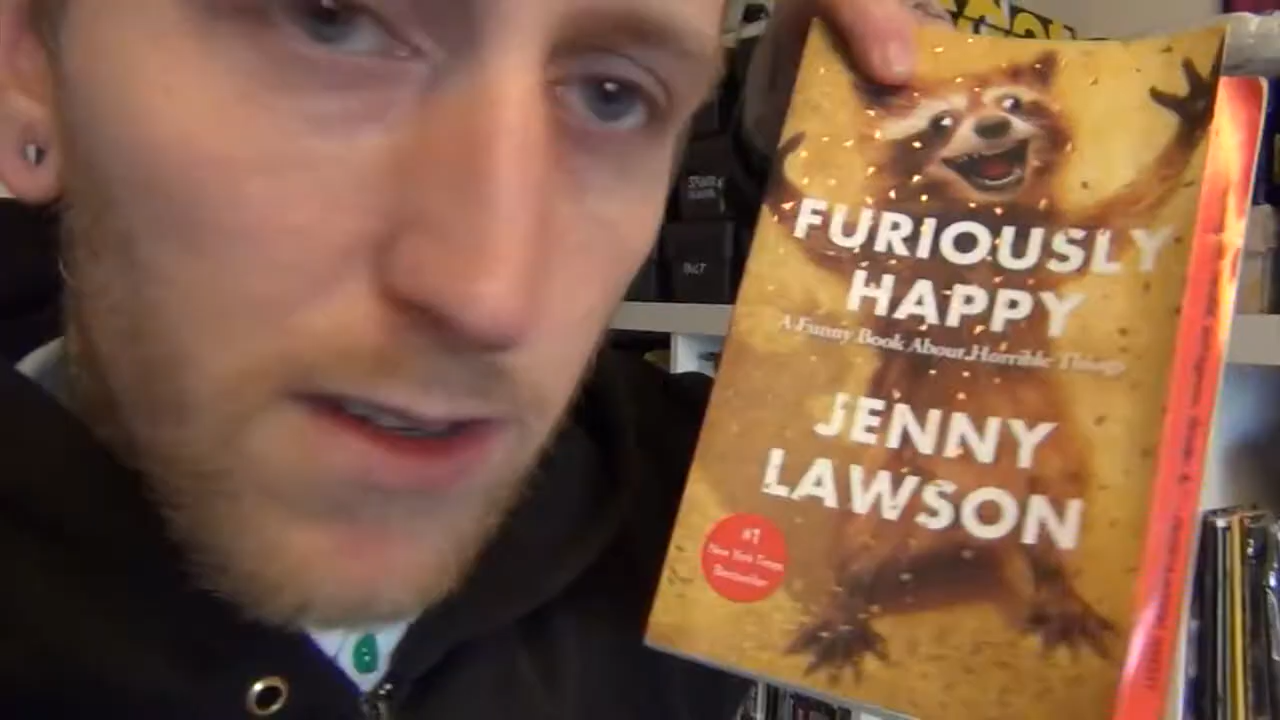 FURIOUSLY
HAPPY
A Funny Book About Horrible Things
JENNY
LAWSON
#1
New York Times
Bestseller